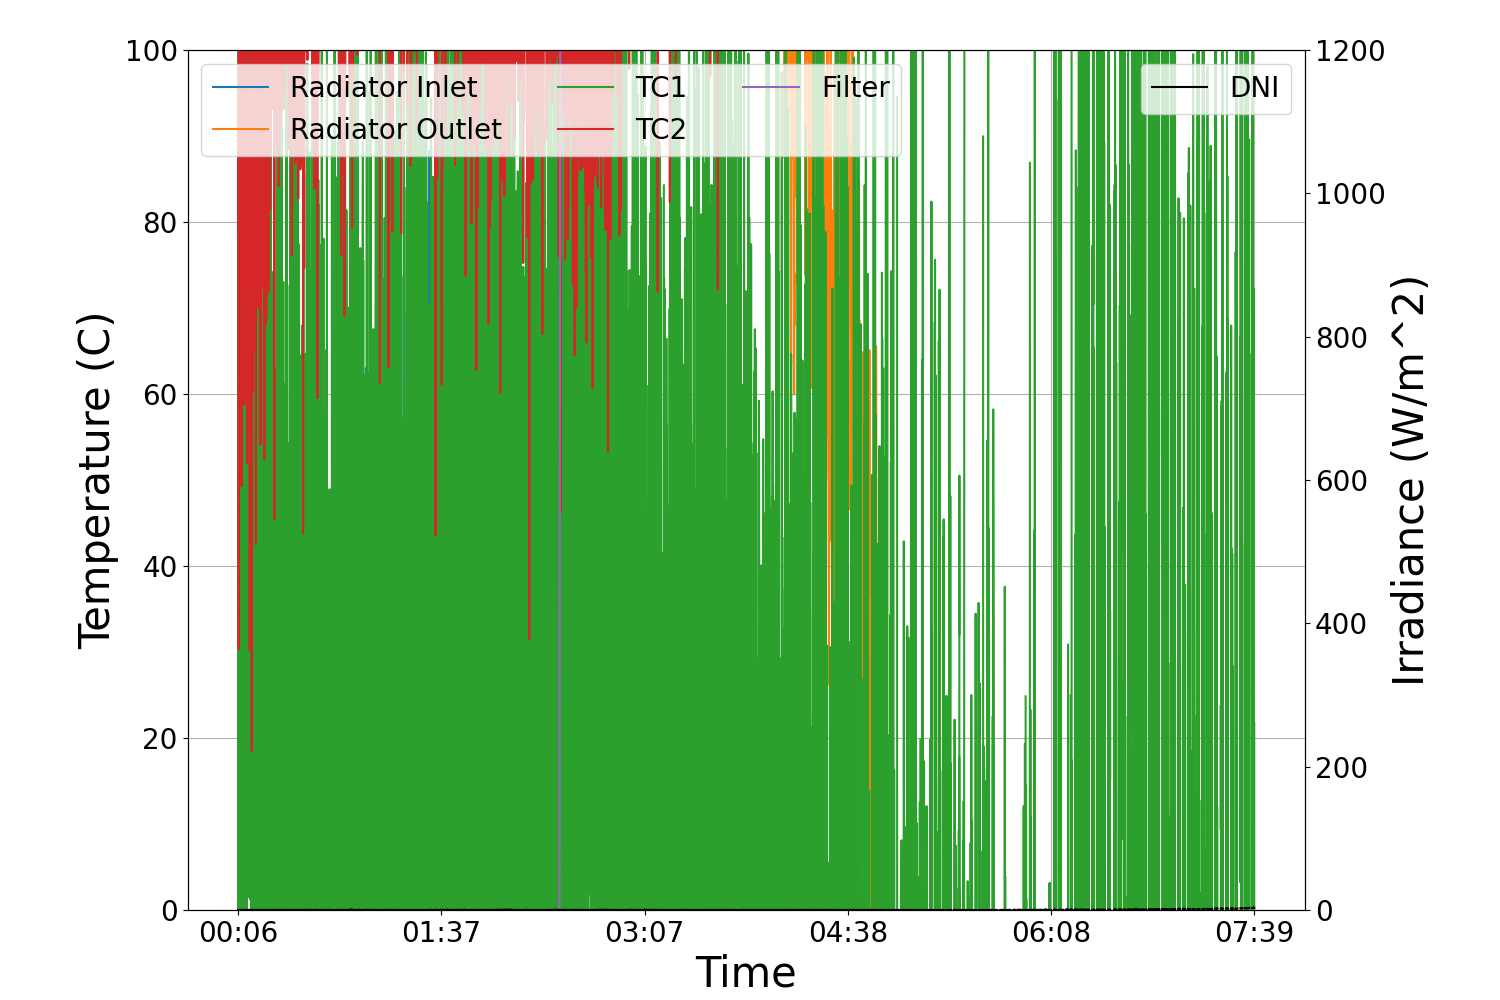 100
80
60
40
20
0
Temperature (C)
Radiator Inlet
Radiator Outlet
TC1
TC2
Filter
DNI
1200
1000
800
600
400
200
0
Irradiance (W/m^2)
00:06 01:37 03:07 04:38 06:08 07:39
Time